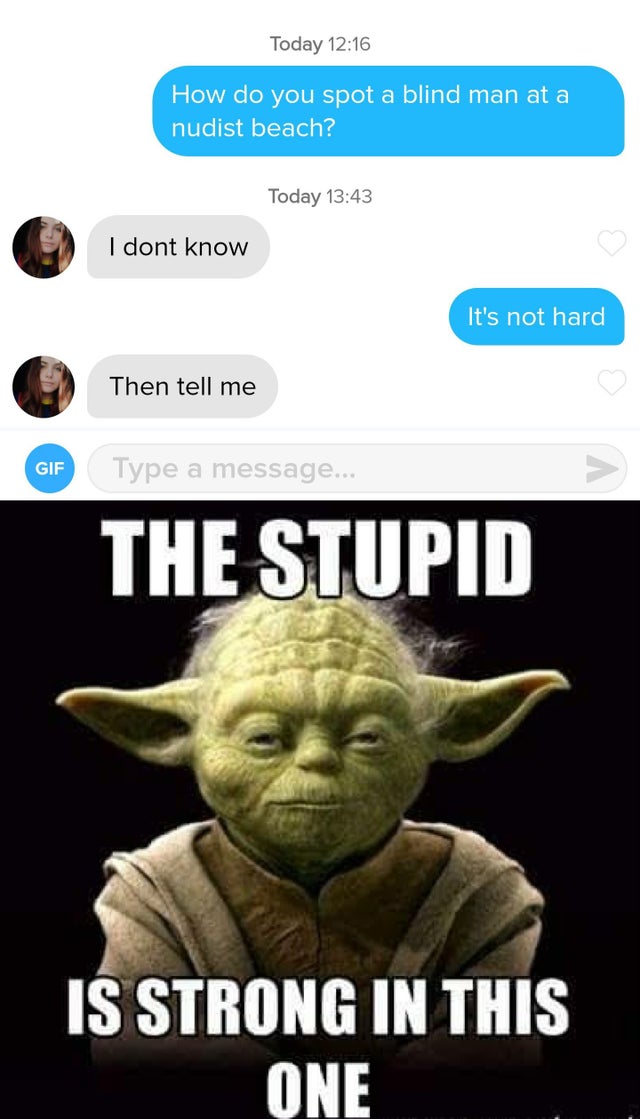 Today 12:16
How do you spot a blind man at a
nudist beach?
Today 13:43
I dont know
It's not hard
Then tell me
GIF
Type a message...
THE STUPID
IS STRONG IN THIS
ONE